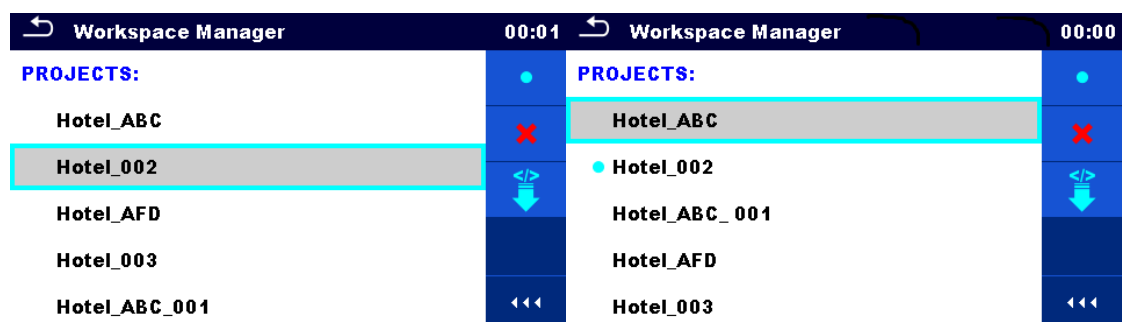 Workspace Manager 00:01
PROJECTS:
Hotel_ABC
Hotel_002
</>
Hotel_AFD
Hotel_003
Hotel_ABC_001
Workspace Manager 00:00
PROJECTS:
Hotel_ABC
Hotel_002
</>
Hotel_ABC_ 001
Hotel_AFD
Hotel_003